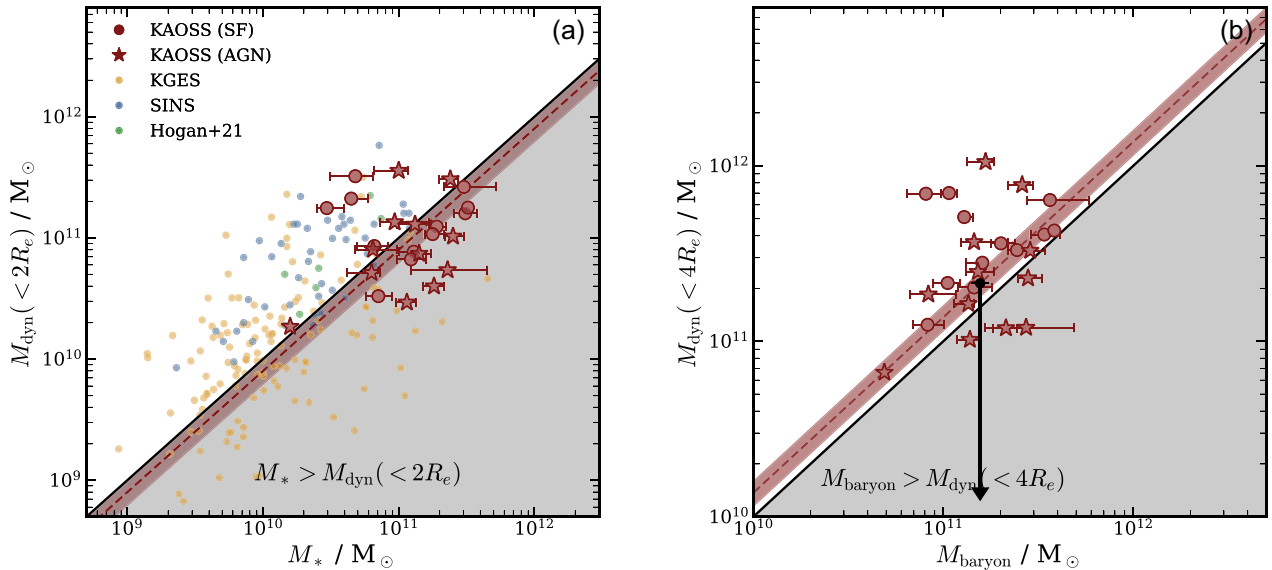 (a)
KAOSS (SF)
KAOSS (AGN)
KGES
SINS
Hogan+21
10¹²
10¹¹
10¹⁰
10⁹
M_dyn(<2R_e) / M_⊙
M_* > M_dyn(<2R_e)
10⁹ 10¹⁰ 10¹¹ 10¹²
M_* / M_⊙
(b)
10¹²
10¹¹
10¹⁰
M_dyn(<4R_e) / M_⊙
M_baryon > M_dyn(<4R_e)
10¹⁰ 10¹¹ 10¹²
M_baryon / M_⊙